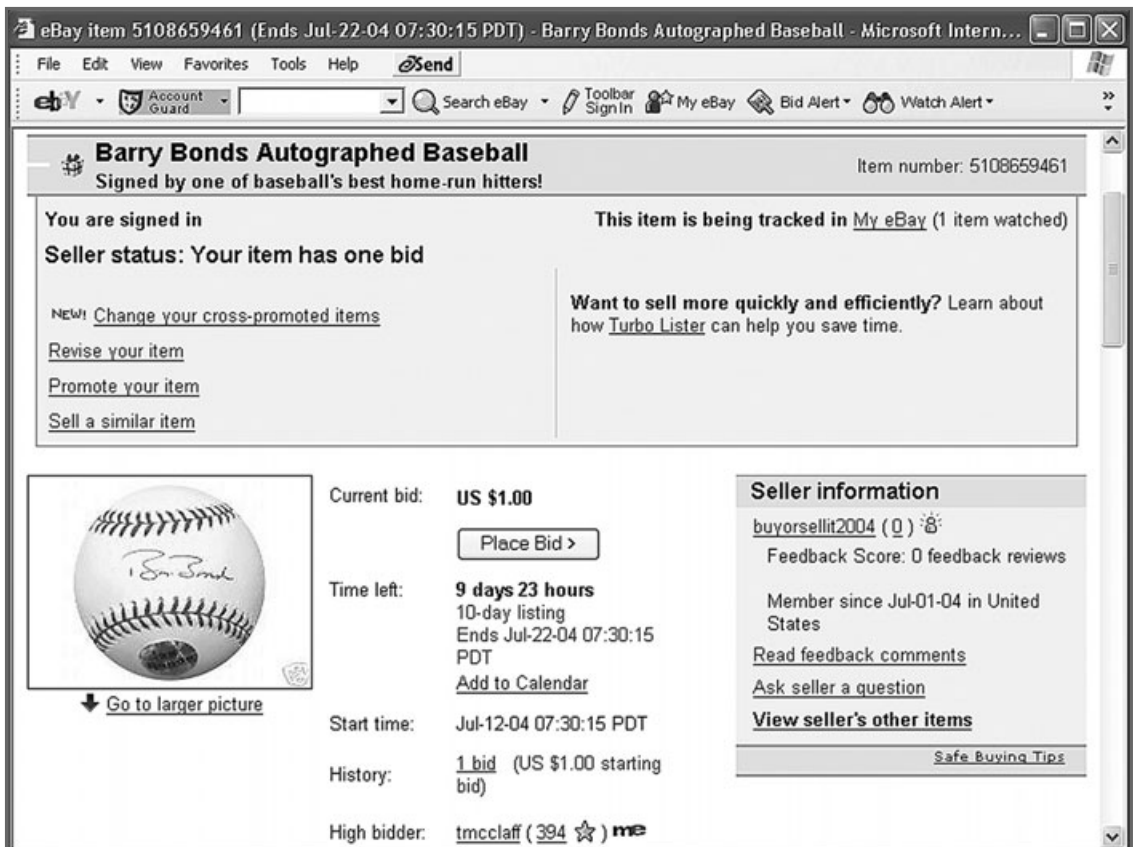 eBay item 5108659461 (Ends Jul-22-04 07:30:15 PDT) - Barry Bonds Autographed Baseball - Microsoft Intern...
File Edit View Favorites Tools Help Send
ebY Account Guard Search eBay Toolbar Sign In My eBay Bid Alert Watch Alert »
Barry Bonds Autographed Baseball
Signed by one of baseball's best home-run hitters!
Item number: 5108659461
You are signed in
This item is being tracked in My eBay (1 item watched)
Seller status: Your item has one bid
NEW! Change your cross-promoted items
Revise your item
Promote your item
Sell a similar item
Want to sell more quickly and efficiently? Learn about
how Turbo Lister can help you save time.
Go to larger picture
Current bid: US $1.00
Place Bid >
Time left: 9 days 23 hours
10-day listing
Ends Jul-22-04 07:30:15
PDT
Add to Calendar
Start time: Jul-12-04 07:30:15 PDT
History: 1 bid (US $1.00 starting
bid)
High bidder: tmcclaff ( 394 ) me
Seller information
buyorsellit2004 ( 0 )
Feedback Score: 0 feedback reviews
Member since Jul-01-04 in United
States
Read feedback comments
Ask seller a question
View seller's other items
Safe Buying Tips